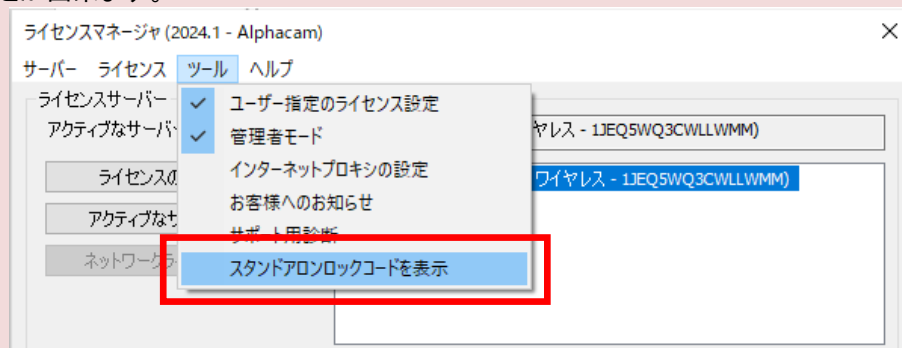 ライセンスマネージャ (2024.1 - Alphacam)
サーバー ライセンス ツール ヘルプ
ライセンスサーバー
アクティブなサーバ
ヤレス - 1JEQ5WQ3CWLLWMM)
ユーザー指定のライセンス設定
管理者モード
インターネットプロキシの設定
お客様へのお知らせ
サポート用診断
スタンドアロンロックコードを表示
ライセンスの
ワイヤレス - 1JEQ5WQ3CWLLWMM)
アクティブなサ
ネットワークラ